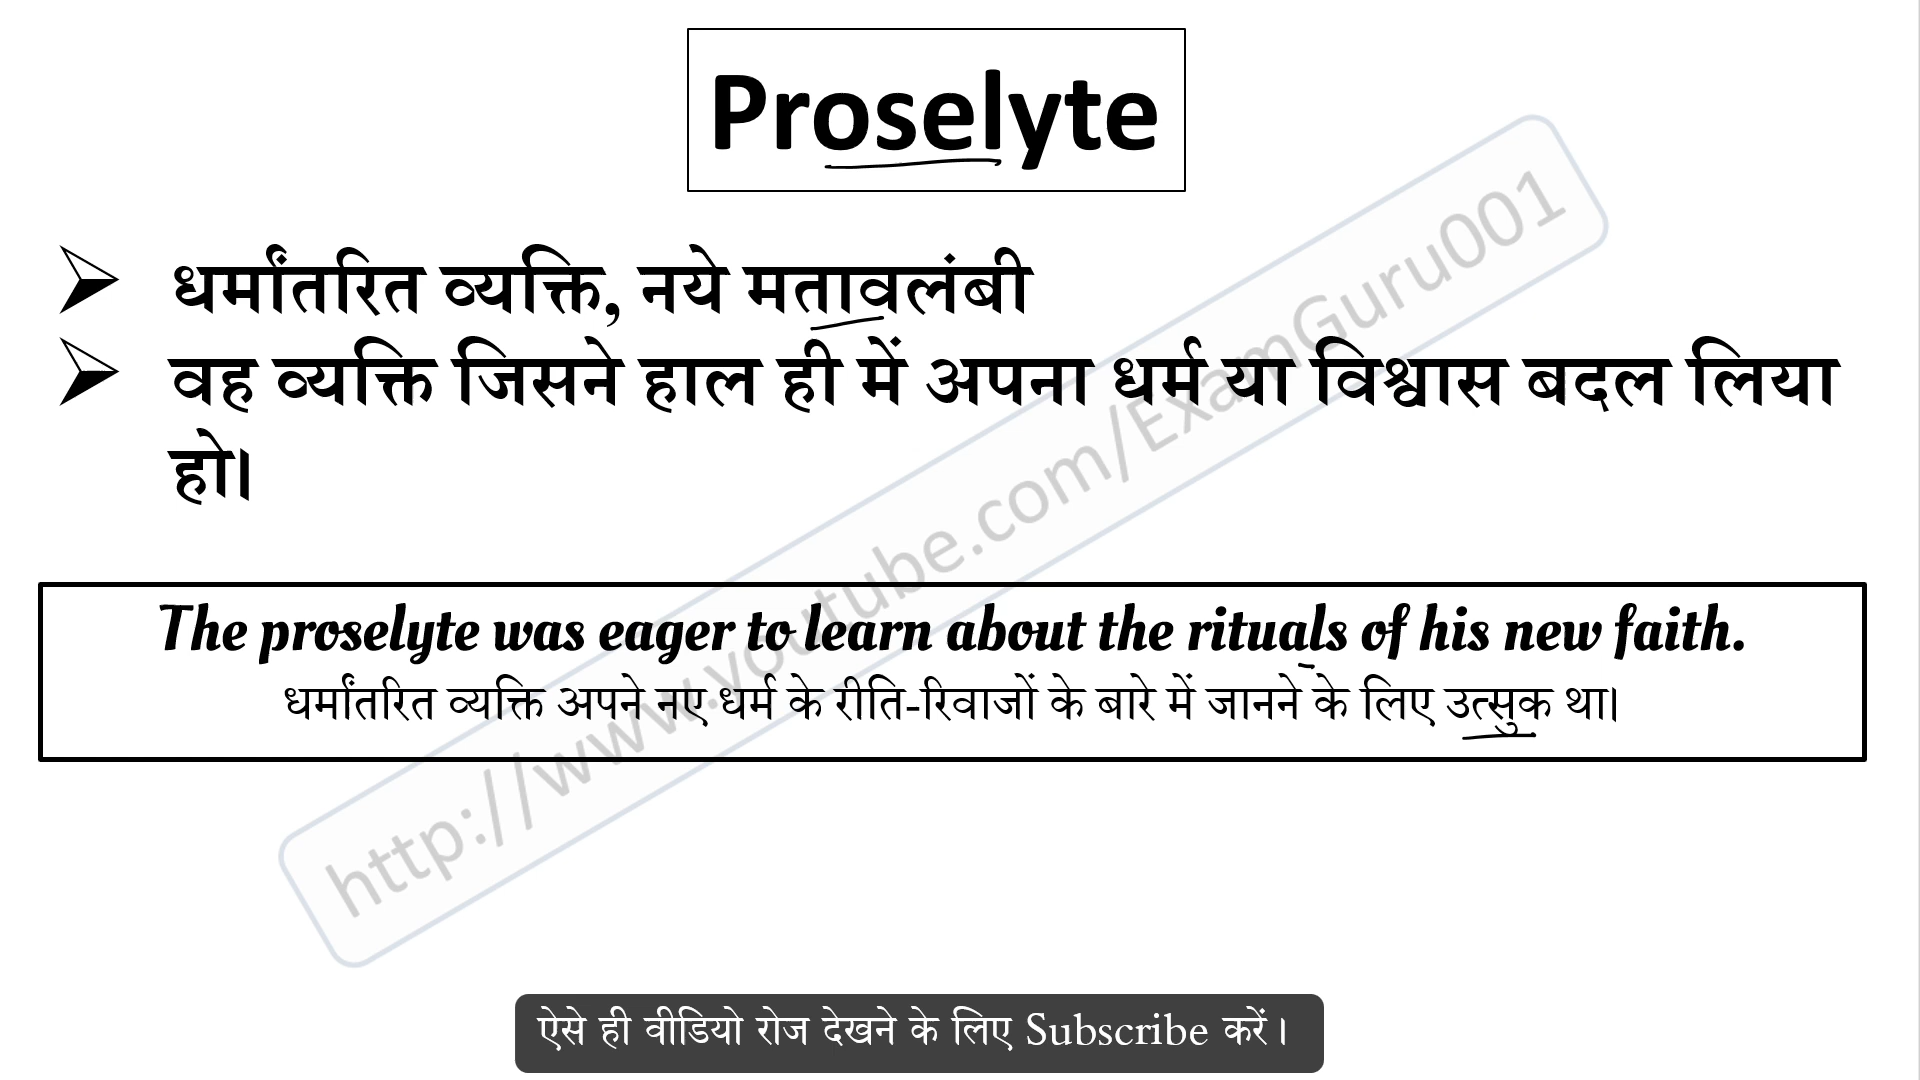 Proselyte
धर्मांतरित व्यक्ति, नये मतावलंबी
वह व्यक्ति जिसने हाल ही में अपना धर्म या विश्वास बदल लिया
हो।
The proselyte was eager to learn about the rituals of his new faith.
धर्मांतरित व्यक्ति अपने नए धर्म के रीति-रिवाजों के बारे में जानने के लिए उत्सुक था।
http://www.youtube.com/ExamGuru001
ऐसे ही वीडियो रोज देखने के लिए Subscribe करें।